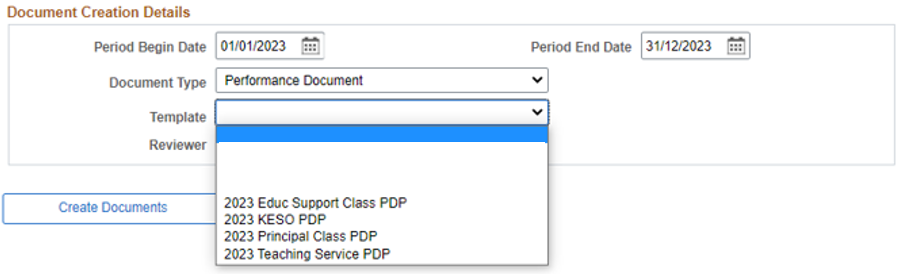 Document Creation Details
Period Begin Date 01/01/2023 Period End Date 31/12/2023
Document Type Performance Document
Template
Reviewer
2023 Educ Support Class PDP
Create Documents
2023 KESO PDP
2023 Principal Class PDP
2023 Teaching Service PDP